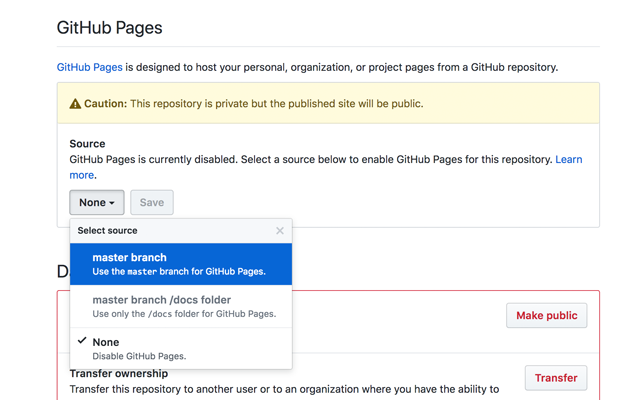 GitHub Pages
GitHub Pages is designed to host your personal, organization, or project pages from a GitHub repository.
Caution: This repository is private but the published site will be public.
Source
GitHub Pages is currently disabled. Select a source below to enable GitHub Pages for this repository. Learn
more.
None
Save
Select source
master branch
Use the master branch for GitHub Pages.
master branch /docs folder
Use only the /docs folder for GitHub Pages.
None
Disable GitHub Pages.
Make public
Transfer ownership
Transfer this repository to another user or to an organization where you have the ability to
Transfer